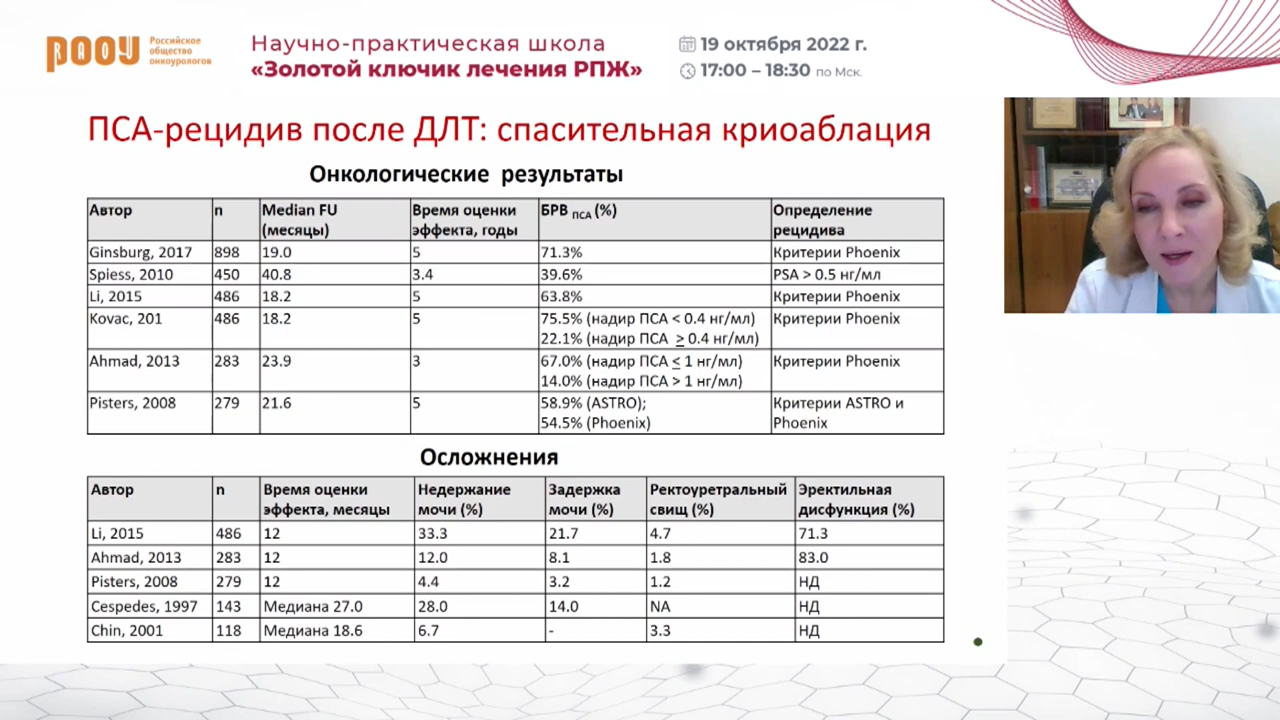 РАОУ
Российское
общество
онкоурологов
Научно-практическая школа
«Золотой ключик лечения РПЖ»
19 октября 2022 г.
17:00 – 18:30 по Мск.
ПСА-рецидив после ДЛТ: спасительная криоаблация
Онкологические результаты
Автор n Median FU (месяцы) Время оценки эффекта, годы БРВ ПСА (%) Определение рецидива
Ginsburg, 2017 898 19.0 5 71.3% Критерии Phoenix
Spiess, 2010 450 40.8 3.4 39.6% PSA > 0.5 нг/мл
Li, 2015 486 18.2 5 63.8% Критерии Phoenix
Kovac, 201 486 18.2 5 75.5% (надир ПСА < 0.4 нг/мл) Критерии Phoenix
22.1% (надир ПСА ≥ 0.4 нг/мл)
Ahmad, 2013 283 23.9 3 67.0% (надир ПСА ≤ 1 нг/мл) Критерии Phoenix
14.0% (надир ПСА > 1 нг/мл)
Pisters, 2008 279 21.6 5 58.9% (ASTRO); Критерии ASTRO и
54.5% (Phoenix) Phoenix
Осложнения
Автор n Время оценки эффекта, месяцы Недержание мочи (%) Задержка мочи (%) Ректоуретральный свищ (%) Эректильная дисфункция (%)
Li, 2015 486 12 33.3 21.7 4.7 71.3
Ahmad, 2013 283 12 12.0 8.1 1.8 83.0
Pisters, 2008 279 12 4.4 3.2 1.2 НД
Cespedes, 1997 143 Медиана 27.0 28.0 14.0 NA НД
Chin, 2001 118 Медиана 18.6 6.7 - 3.3 НД